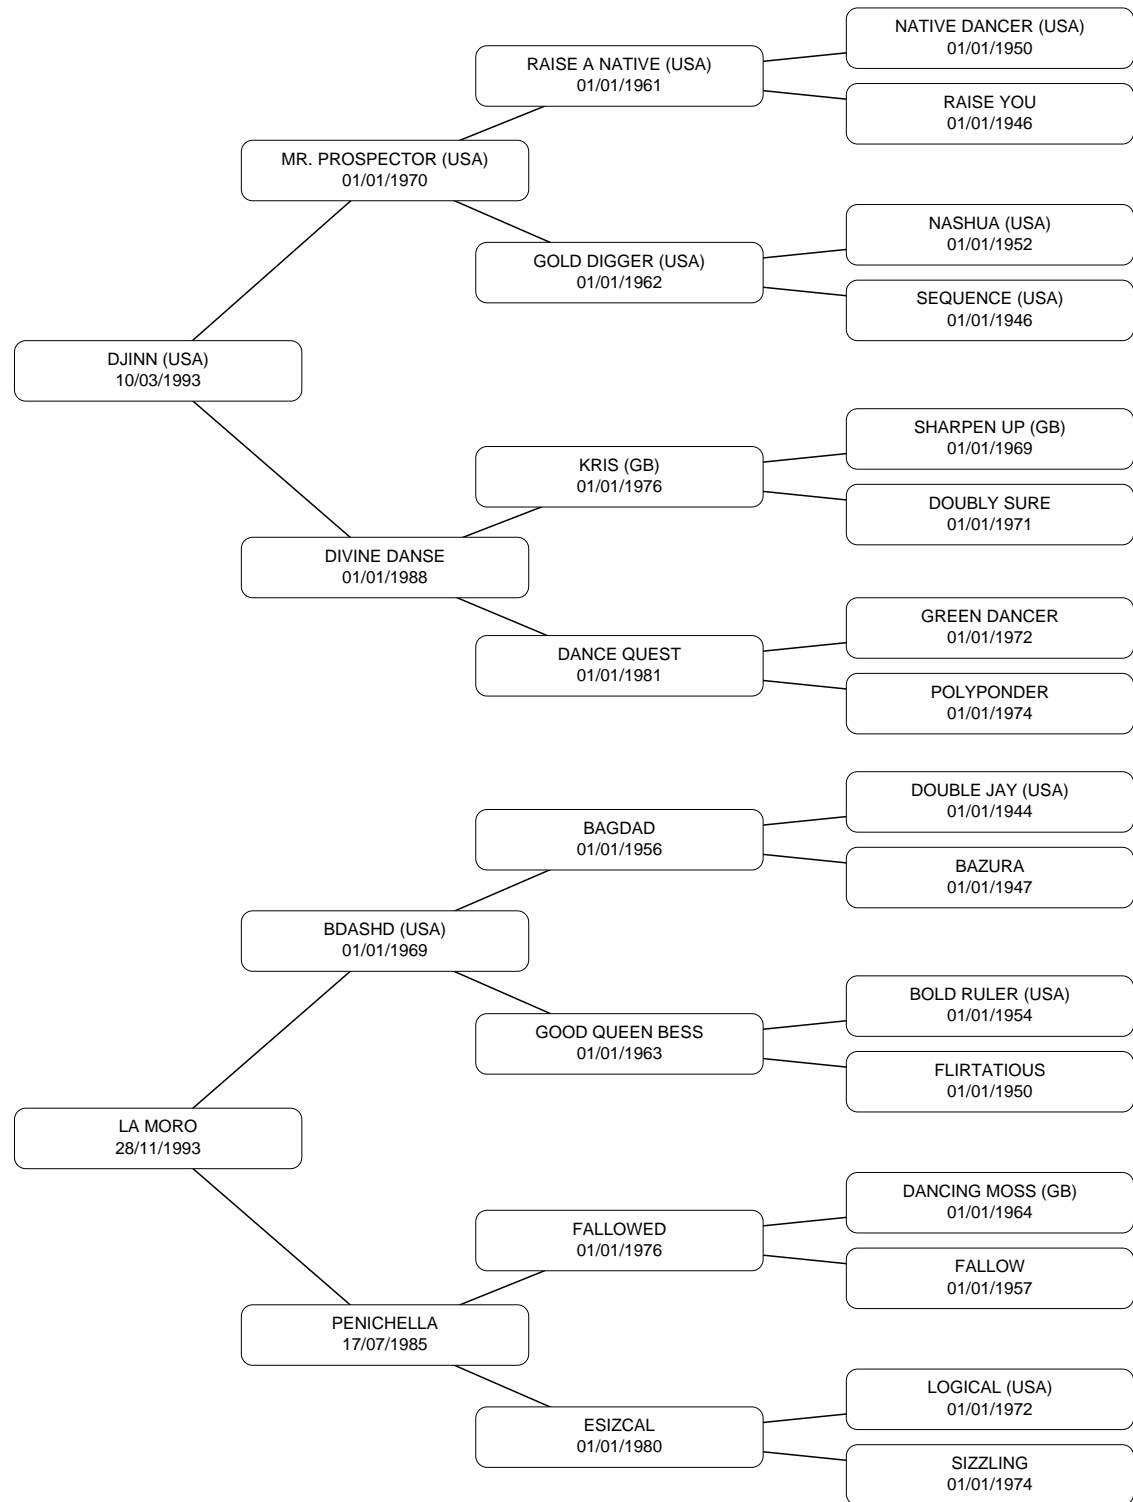 NATIVE DANCER (USA)
01/01/1950
RAISE A NATIVE (USA)
01/01/1961
RAISE YOU
01/01/1946
MR. PROSPECTOR (USA)
01/01/1970
NASHUA (USA)
01/01/1952
GOLD DIGGER (USA)
01/01/1962
SEQUENCE (USA)
01/01/1946
DJINN (USA)
10/03/1993
SHARPEN UP (GB)
01/01/1969
KRIS (GB)
01/01/1976
DOUBLY SURE
01/01/1971
DIVINE DANSE
01/01/1988
GREEN DANCER
01/01/1972
DANCE QUEST
01/01/1981
POLYPONDER
01/01/1974
DOUBLE JAY (USA)
01/01/1944
BAGDAD
01/01/1956
BAZURA
01/01/1947
BDASHD (USA)
01/01/1969
BOLD RULER (USA)
01/01/1954
GOOD QUEEN BESS
01/01/1963
FLIRTATIOUS
01/01/1950
LA MORO
28/11/1993
DANCING MOSS (GB)
01/01/1964
FALLOWED
01/01/1976
FALLOW
01/01/1957
PENICHELLA
17/07/1985
LOGICAL (USA)
01/01/1972
ESIZCAL
01/01/1980
SIZZLING
01/01/1974